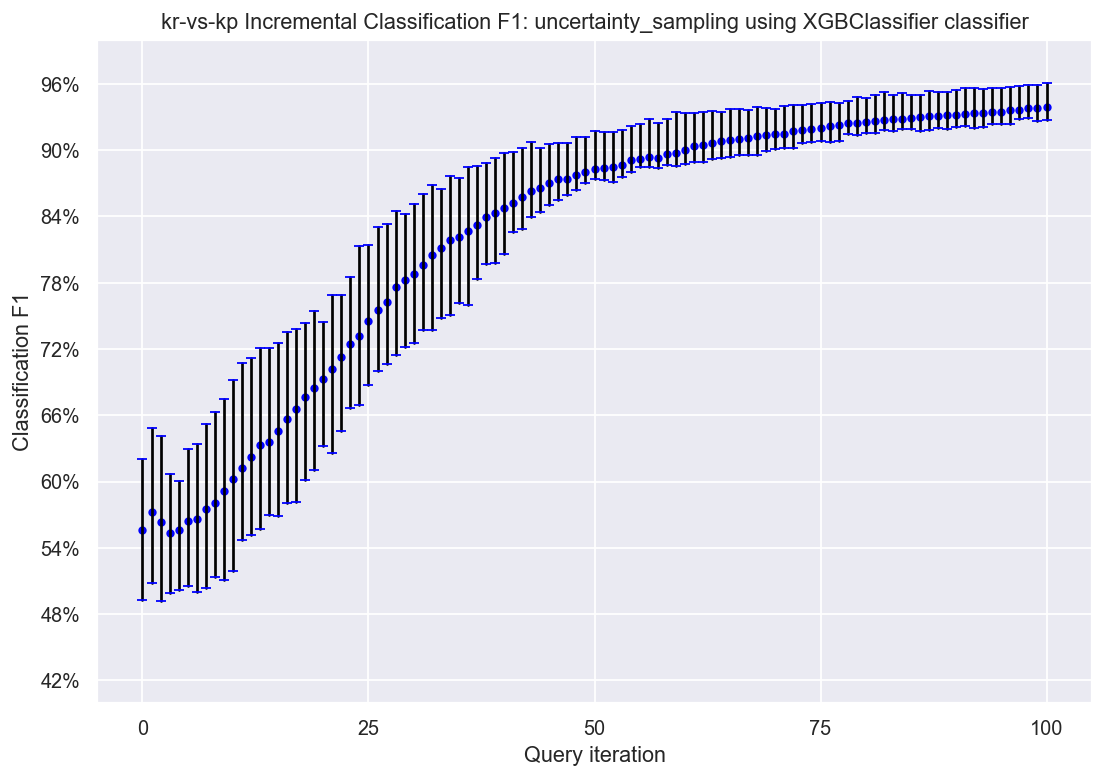 kr-vs-kp Incremental Classification F1: uncertainty_sampling using XGBClassifier classifier
96%
90%
84%
78%
72%
66%
60%
54%
48%
42%
Classification F1
0 25 50 75 100
Query iteration